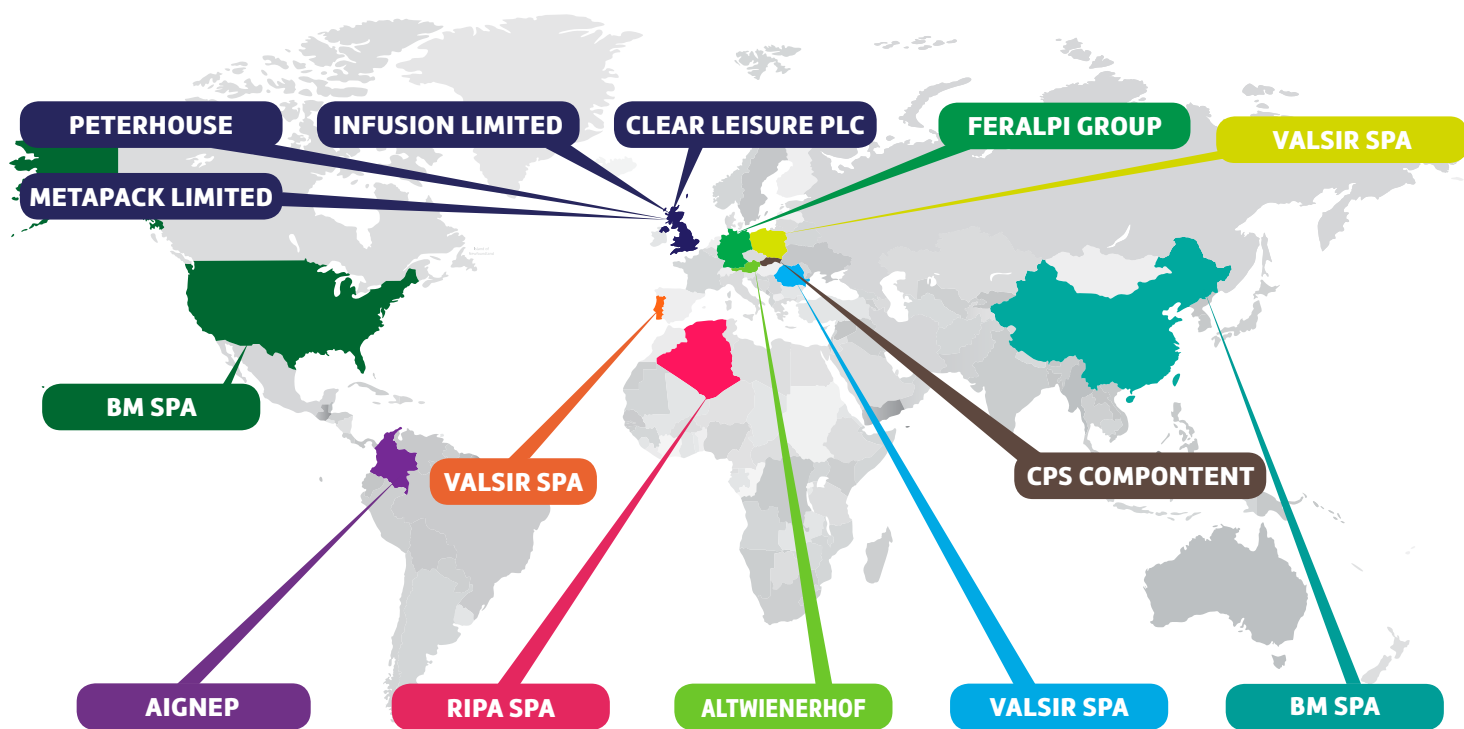 PETERHOUSE
INFUSION LIMITED
CLEAR LEISURE PLC
FERALPI GROUP
VALSIR SPA
METAPACK LIMITED
BM SPA
VALSIR SPA
CPS COMPONTENT
AIGNEP
RIPA SPA
ALTWIENERHOF
VALSIR SPA
BM SPA